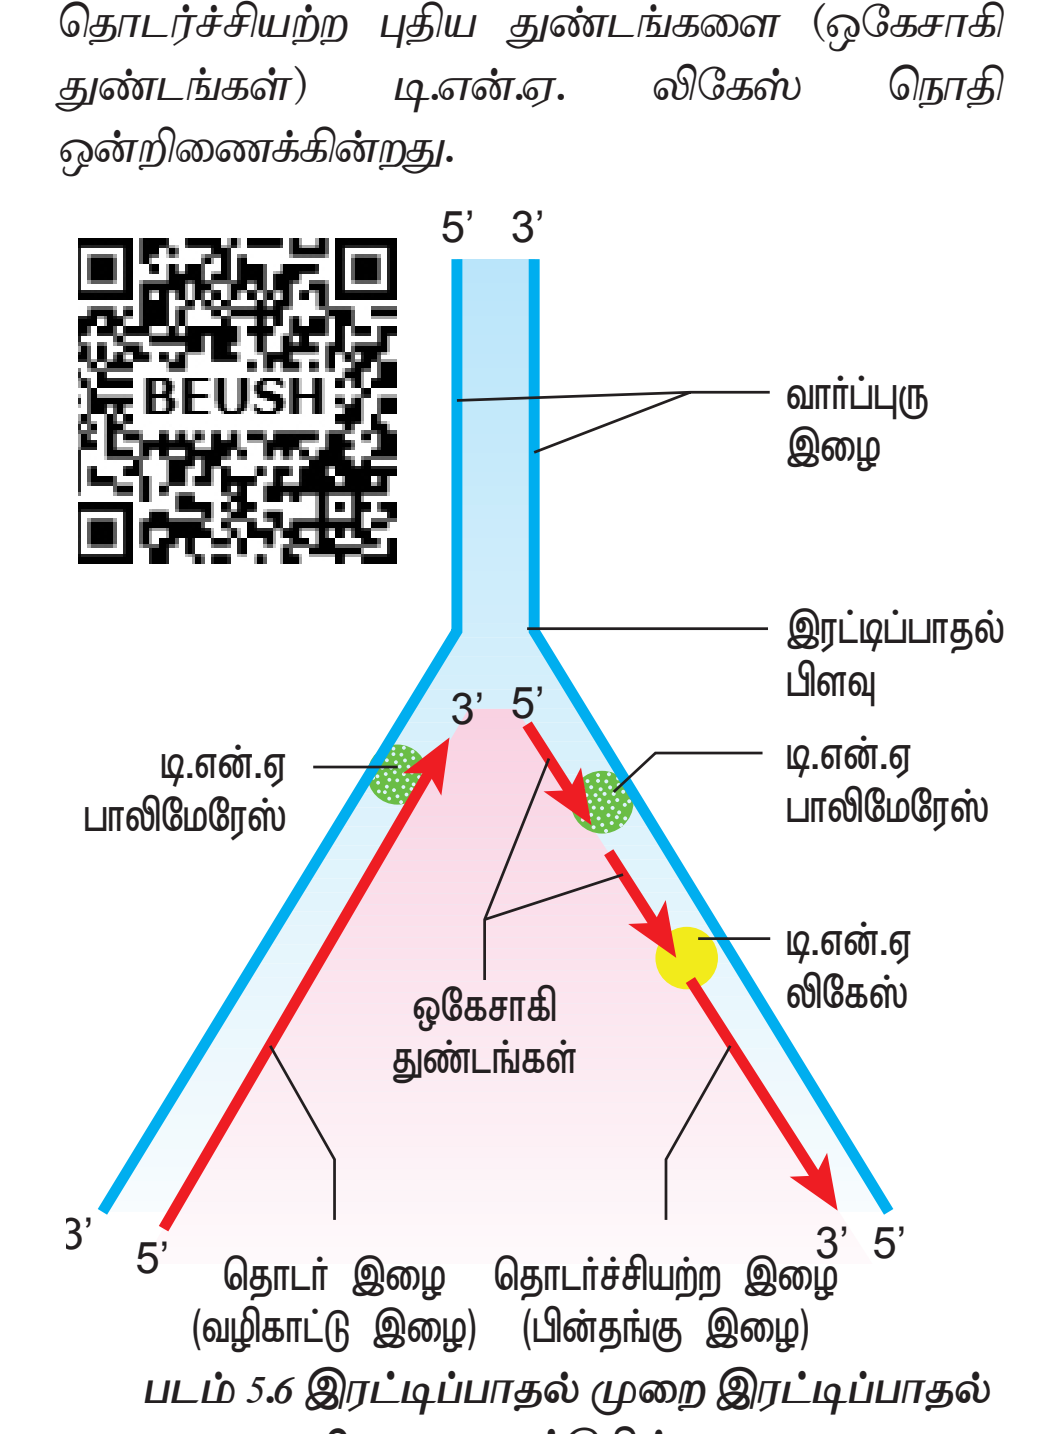 தொடர்ச்சியற்ற புதிய துண்டங்களை (ஒகேசாகி
துண்டங்கள்) டி.என்.ஏ. லிகேஸ் நொதி
ஒன்றிணைக்கின்றது.
5’ 3’
BEUSH
வார்ப்புரு
இழை
இரட்டிப்பாதல்
பிளவு
3’ 5’
டி.என்.ஏ
பாலிமேரேஸ்
டி.என்.ஏ
பாலிமேரேஸ்
டி.என்.ஏ
லிகேஸ்
ஒகேசாகி
துண்டங்கள்
3’
5’
3’ 5’
தொடர் இழை
(வழிகாட்டு இழை)
தொடர்ச்சியற்ற இழை
(பின்தங்கு இழை)
படம் 5.6 இரட்டிப்பாதல் முறை இரட்டிப்பாதல்